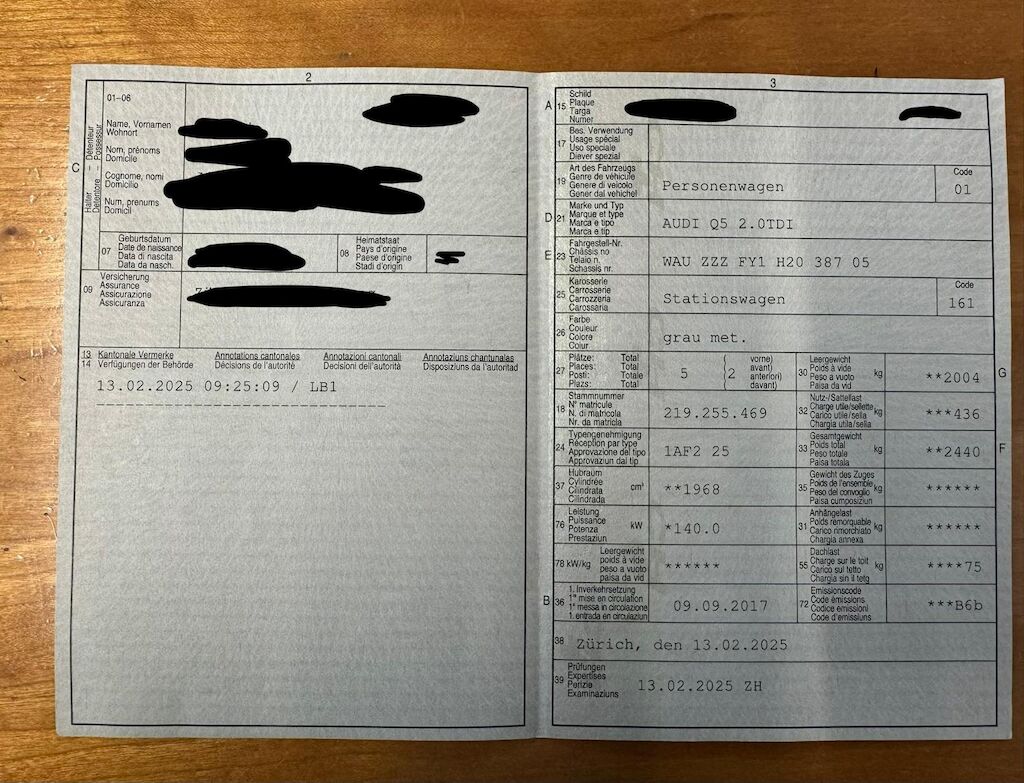 2
01–06
Name, Vornamen
Wohnort
Nom, prénoms
Domicile
Cognome, nomi
Domicilio
Num, prenums
Domicil
C
Halter – Détenteur
Detentore – Possessur
07
Geburtsdatum
Date de naissance
Data di nascita
Data da nasch.
08
Heimatstaat
Pays d'origine
Paese d'origine
Stadi d'origin
09
Versicherung
Assurance
Assicurazione
Assicuranza
13
14
Kantonale Vermerke Annotations cantonales Annotazioni cantonali Annotaziuns chantunalas
Verfügungen der Behörde Décisions de l'autorité Decisioni dell'autorità Disposiziuns da l'autoritad
13.02.2025 09:25:09 / LB1
3
A 15
Schild
Plaque
Targa
Numer
17
Bes. Verwendung
Usage spécial
Uso speciale
Diever spezial
19
Art des Fahrzeugs
Genre de véhicule
Genere di veicolo
Gener dal vehichel
Personenwagen
Code
01
D 21
Marke und Typ
Marque et type
Marca e tipo
Marca e tip
AUDI Q5 2.0TDI
E 23
Fahrgestell-Nr.
Châssis no
Telaio n.
Schassis nr.
WAU ZZZ FY1 H20 387 05
25
Karosserie
Carrosserie
Carrozzeria
Carossaria
Stationswagen
Code
161
26
Farbe
Couleur
Colore
Colur
grau met.
27
Plätze: Total ( vorne)
Places: Total ( avant)
Posti: Totale ( anteriori)
Plazs: Total ( davant)
5 (2
30
Leergewicht
Poids à vide
Peso a vuoto
Paisa da vid
kg
**2004
G
18
Stammnummer
N° matricule
N. di matricola
Nr. da matricla
219.255.469
32
Nutz-/Sattellast
Charge utile/sellette
Carico utile/sella
Chargia utila/sella
kg
***436
24
Typengenehmigung
Réception par type
Approvazione del tipo
Approvaziun dal tip
1AF2 25
33
Gesamtgewicht
Poids total
Peso totale
Paisa totala
kg
**2440
F
37
Hubraum
Cylindrée
Cilindrata
Cilindrada
cm³
**1968
35
Gewicht des Zuges
Poids de l'ensemble
Peso del convoglio
Paisa cumposiziun
kg
******
76
Leistung
Puissance
Potenza
Prestaziun
kW
*140.0
31
Anhängelast
Poids remorquable
Carico rimorchiato
Chargia annexa
kg
******
78 kW/kg
Leergewicht
poids à vide
peso a vuoto
paisa da vid
******
55
Dachlast
Charge sur le toit
Carico sul tetto
Chargia sin il tetg
kg
****75
B 36
1. Inverkehrsetzung
1re mise en circulation
1a messa in circolazione
1. entrada en circulaziun
09.09.2017
72
Emissionscode
Code émissions
Codice emissioni
Code d'emissiuns
***B6b
38
Zürich, den 13.02.2025
39
Prüfungen
Expertises
Perizie
Examinaziuns
13.02.2025 ZH